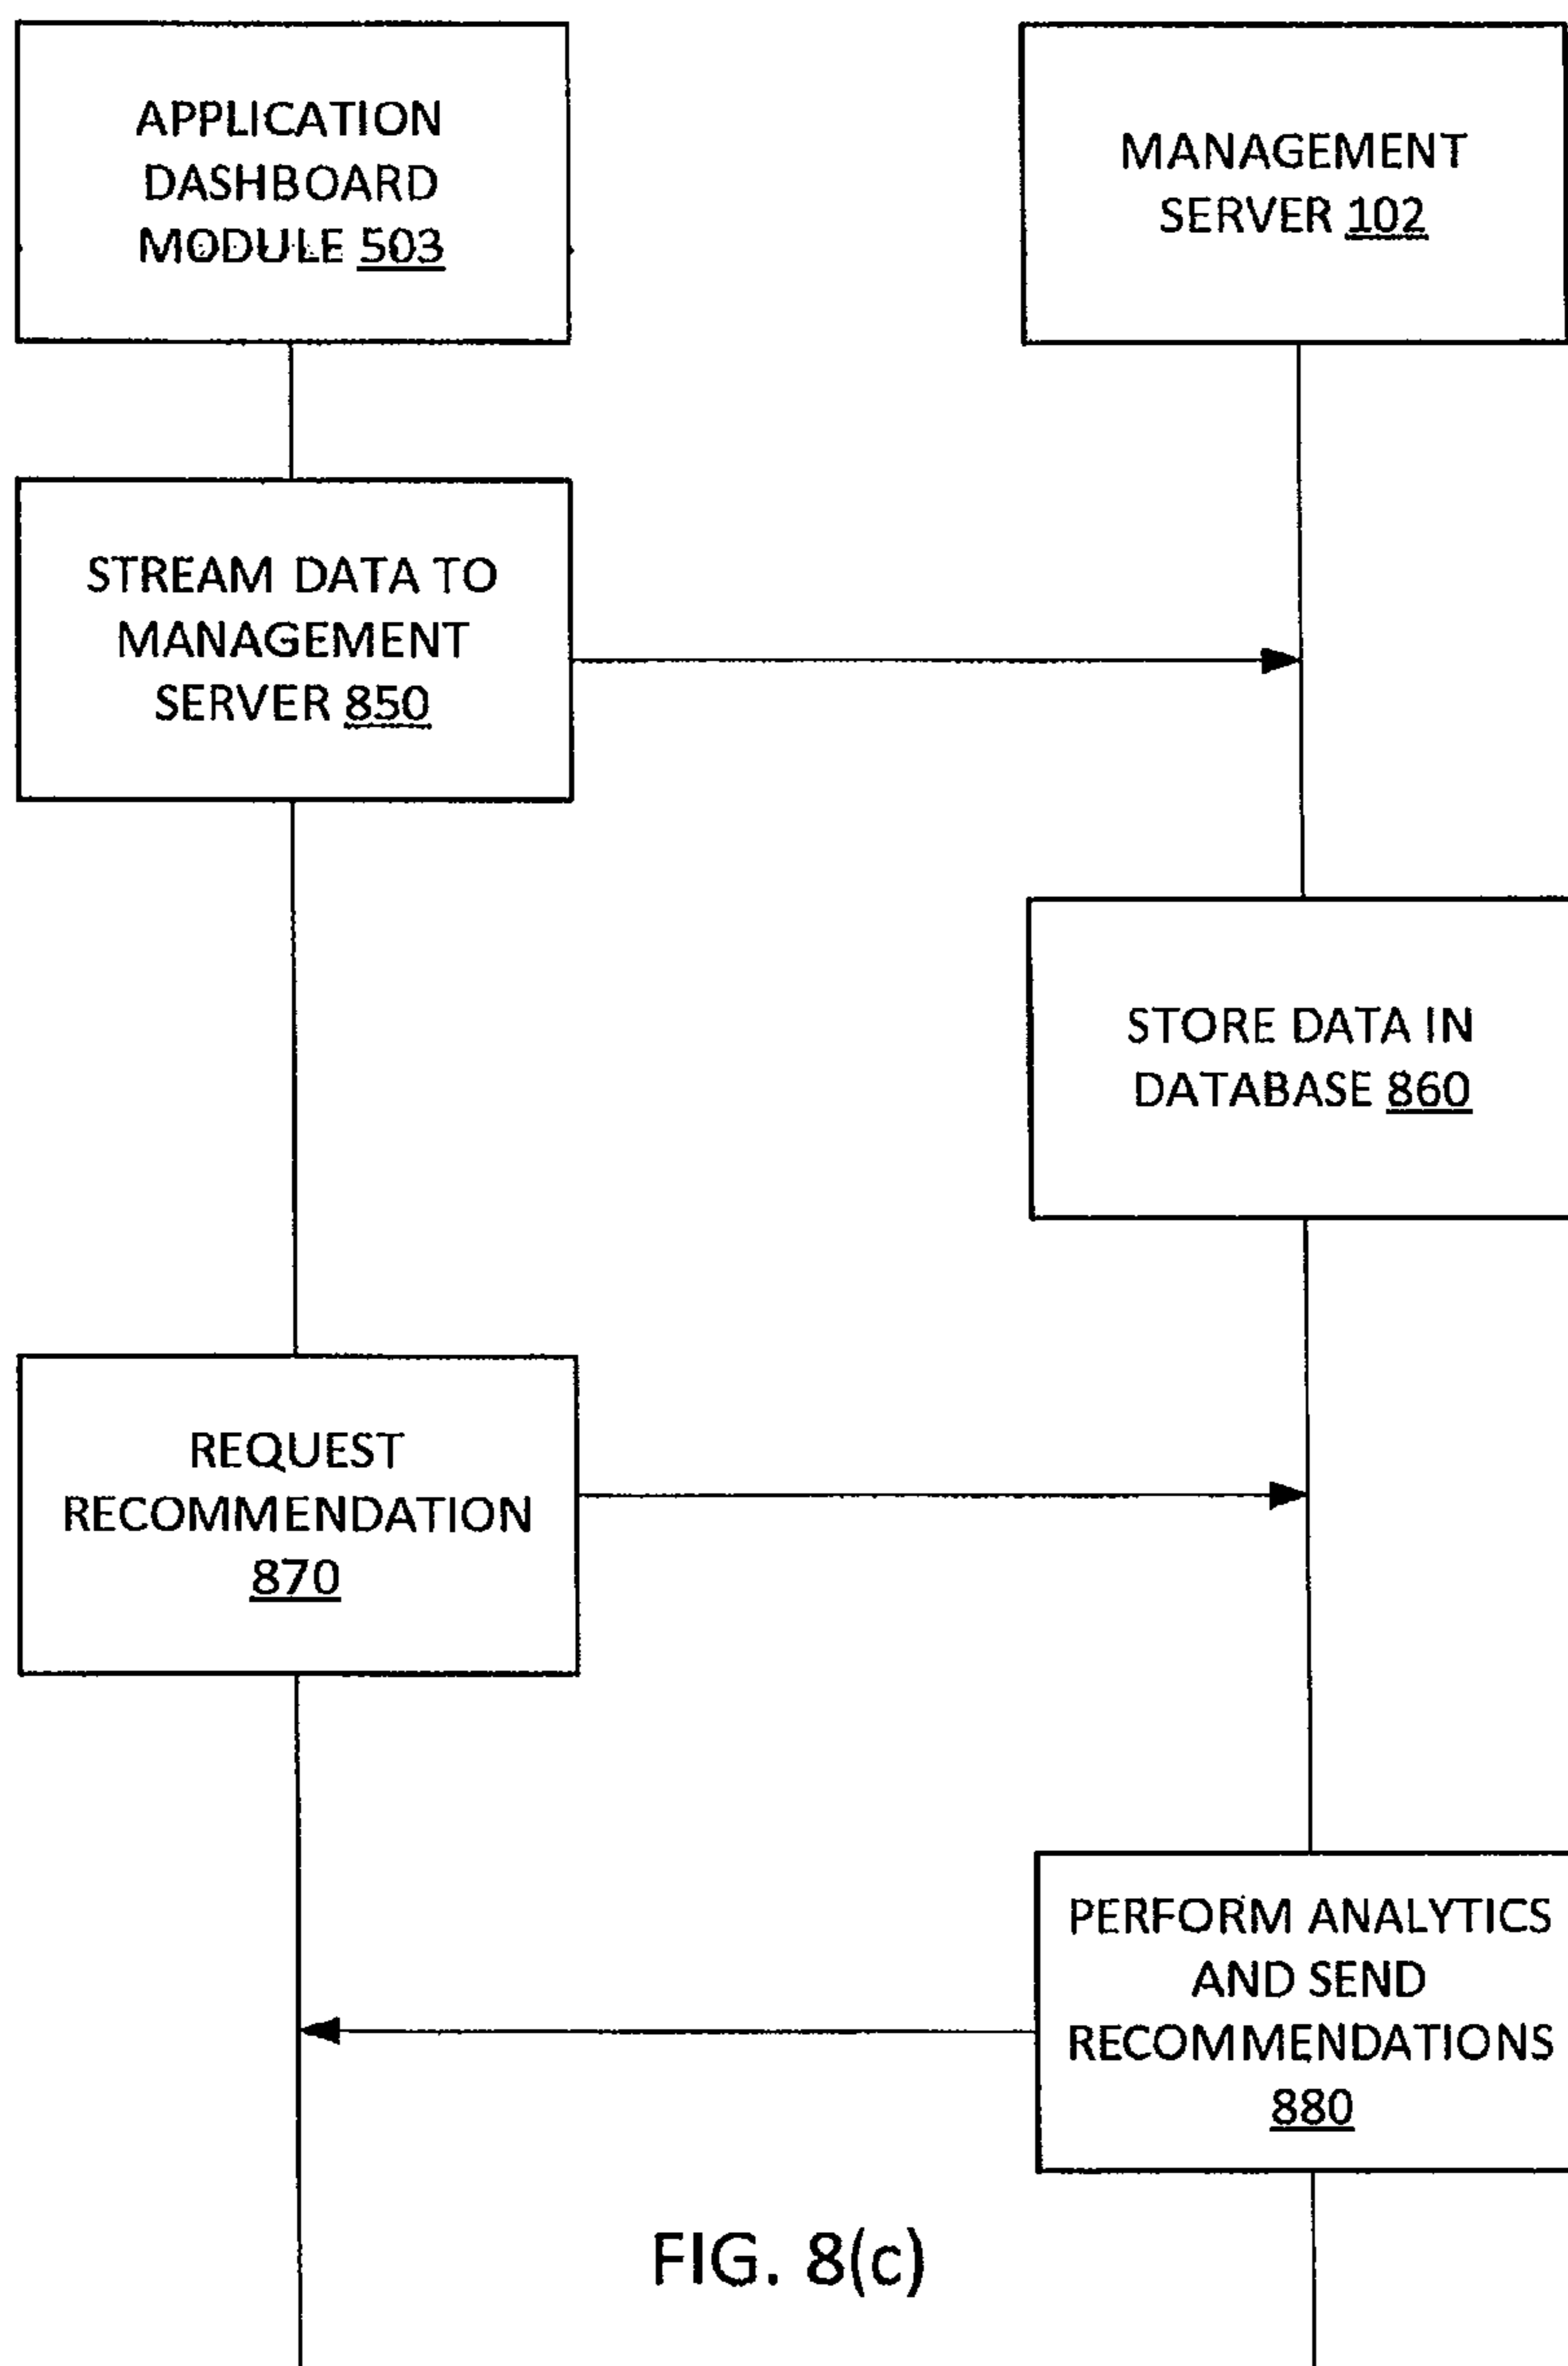 APPLICATION
DASHBOARD
MODULE 503
MANAGEMENT
SERVER 102
STREAM DATA TO
MANAGEMENT
SERVER 850
STORE DATA IN
DATABASE 860
REQUEST
RECOMMENDATION
870
PERFORM ANALYTICS
AND SEND
RECOMMENDATIONS
880
FIG. 8(c)